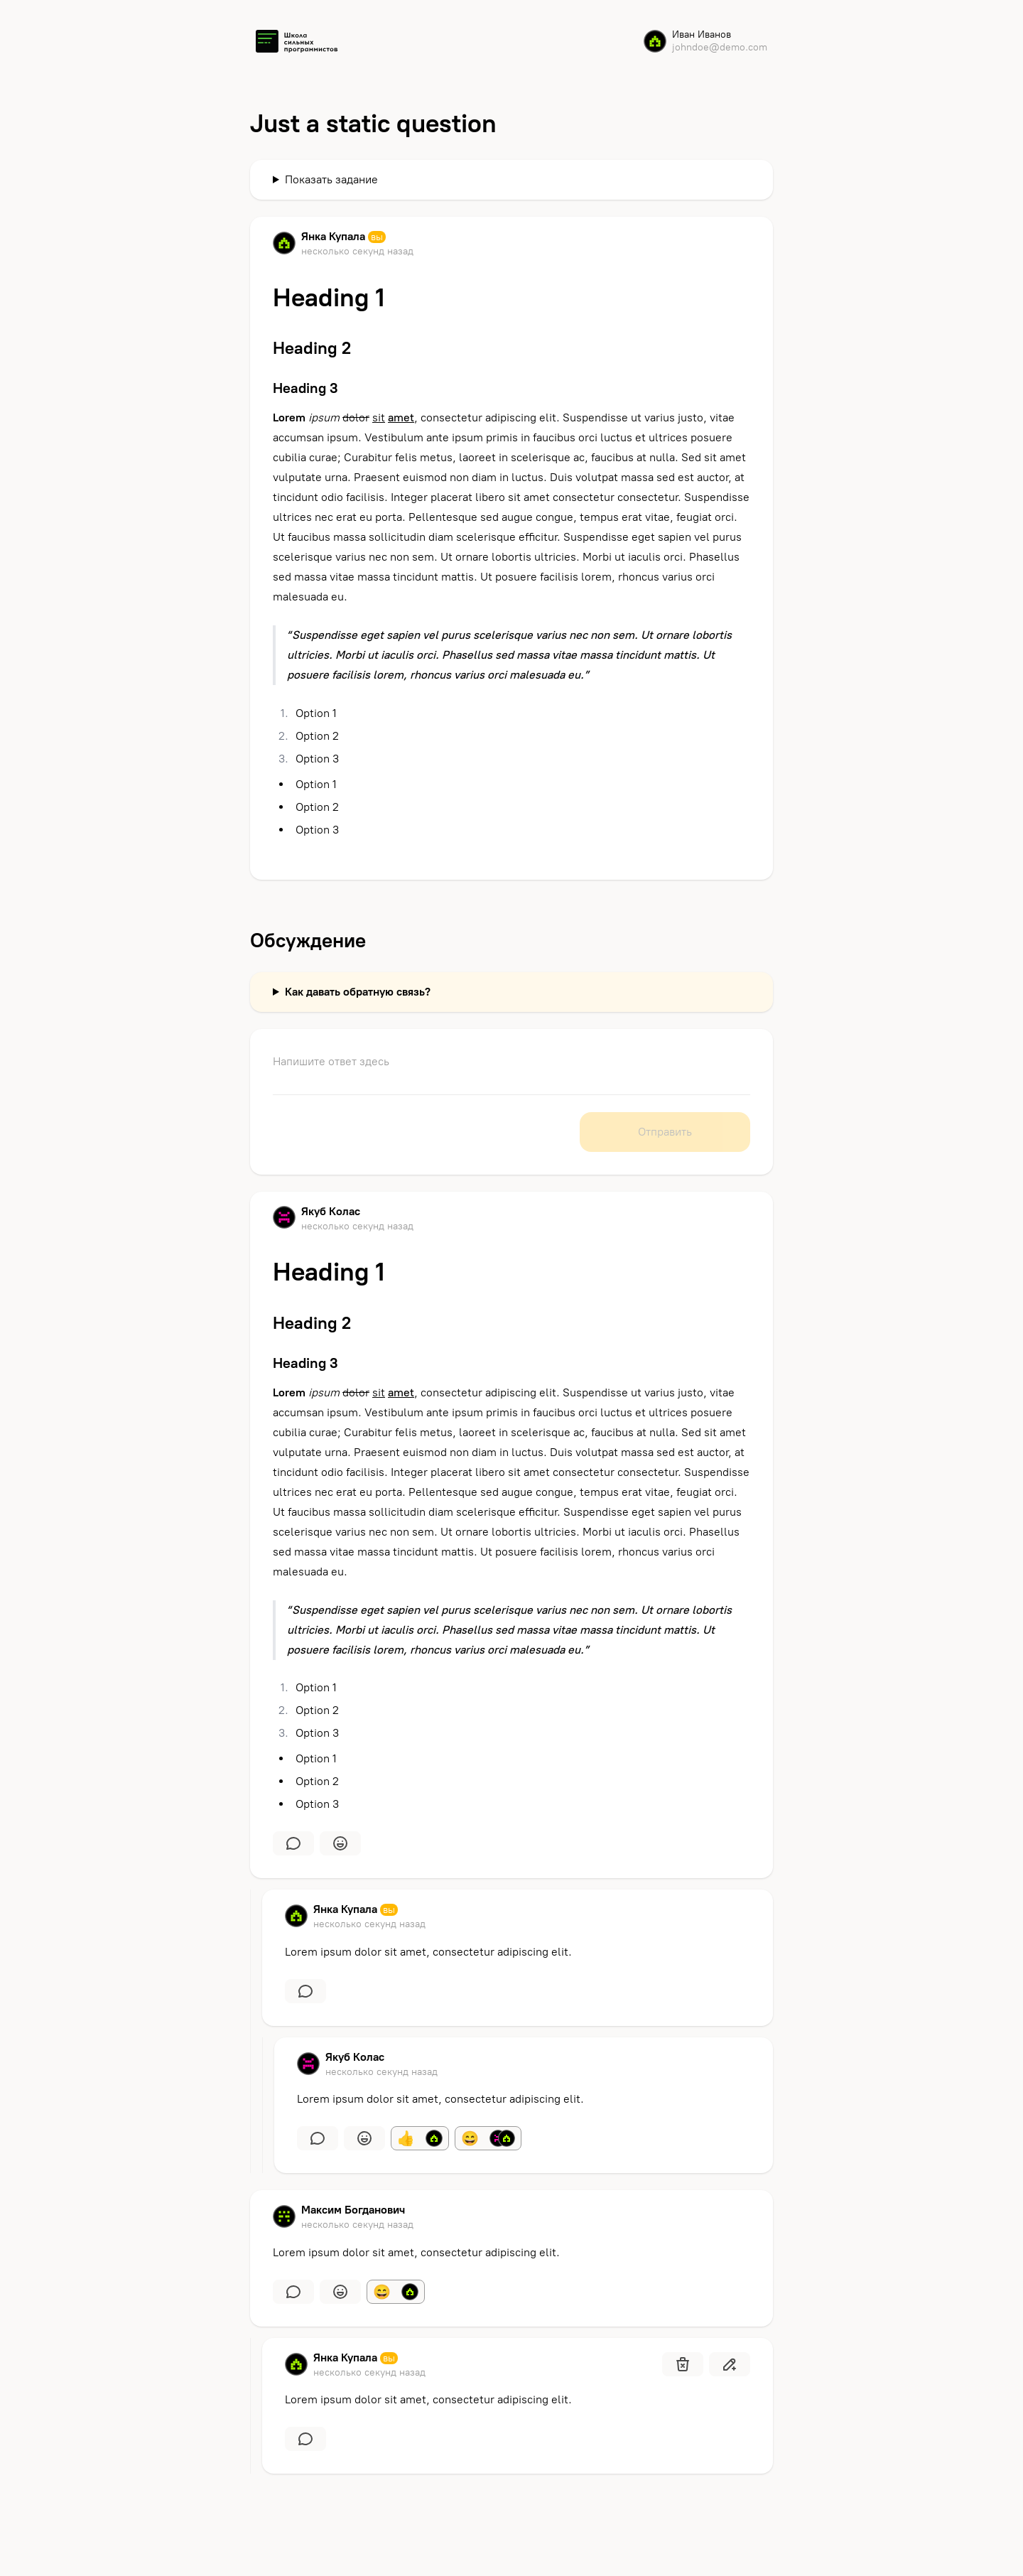 Школа
сильных
программистов
Иван Иванов
johndoe@demo.com
Just a static question
Показать задание
Янка Купала вы
несколько секунд назад
Heading 1
Heading 2
Heading 3
Lorem ipsum dolor sit amet, consectetur adipiscing elit. Suspendisse ut varius justo, vitae
accumsan ipsum. Vestibulum ante ipsum primis in faucibus orci luctus et ultrices posuere
cubilia curae; Curabitur felis metus, laoreet in scelerisque ac, faucibus at nulla. Sed sit amet
vulputate urna. Praesent euismod non diam in luctus. Duis volutpat massa sed est auctor, at
tincidunt odio facilisis. Integer placerat libero sit amet consectetur consectetur. Suspendisse
ultrices nec erat eu porta. Pellentesque sed augue congue, tempus erat vitae, feugiat orci.
Ut faucibus massa sollicitudin diam scelerisque efficitur. Suspendisse eget sapien vel purus
scelerisque varius nec non sem. Ut ornare lobortis ultricies. Morbi ut iaculis orci. Phasellus
sed massa vitae massa tincidunt mattis. Ut posuere facilisis lorem, rhoncus varius orci
malesuada eu.
“Suspendisse eget sapien vel purus scelerisque varius nec non sem. Ut ornare lobortis
ultricies. Morbi ut iaculis orci. Phasellus sed massa vitae massa tincidunt mattis. Ut
posuere facilisis lorem, rhoncus varius orci malesuada eu.”
1. Option 1
2. Option 2
3. Option 3
• Option 1
• Option 2
• Option 3
Обсуждение
Как давать обратную связь?
Напишите ответ здесь
Отправить
Якуб Колас
несколько секунд назад
Heading 1
Heading 2
Heading 3
Lorem ipsum dolor sit amet, consectetur adipiscing elit. Suspendisse ut varius justo, vitae
accumsan ipsum. Vestibulum ante ipsum primis in faucibus orci luctus et ultrices posuere
cubilia curae; Curabitur felis metus, laoreet in scelerisque ac, faucibus at nulla. Sed sit amet
vulputate urna. Praesent euismod non diam in luctus. Duis volutpat massa sed est auctor, at
tincidunt odio facilisis. Integer placerat libero sit amet consectetur consectetur. Suspendisse
ultrices nec erat eu porta. Pellentesque sed augue congue, tempus erat vitae, feugiat orci.
Ut faucibus massa sollicitudin diam scelerisque efficitur. Suspendisse eget sapien vel purus
scelerisque varius nec non sem. Ut ornare lobortis ultricies. Morbi ut iaculis orci. Phasellus
sed massa vitae massa tincidunt mattis. Ut posuere facilisis lorem, rhoncus varius orci
malesuada eu.
“Suspendisse eget sapien vel purus scelerisque varius nec non sem. Ut ornare lobortis
ultricies. Morbi ut iaculis orci. Phasellus sed massa vitae massa tincidunt mattis. Ut
posuere facilisis lorem, rhoncus varius orci malesuada eu.”
1. Option 1
2. Option 2
3. Option 3
• Option 1
• Option 2
• Option 3
Янка Купала вы
несколько секунд назад
Lorem ipsum dolor sit amet, consectetur adipiscing elit.
Якуб Колас
несколько секунд назад
Lorem ipsum dolor sit amet, consectetur adipiscing elit.
Максим Богданович
несколько секунд назад
Lorem ipsum dolor sit amet, consectetur adipiscing elit.
Янка Купала вы
несколько секунд назад
Lorem ipsum dolor sit amet, consectetur adipiscing elit.